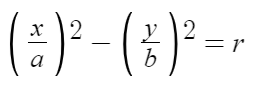 (x/a)² − (y/b)² = r